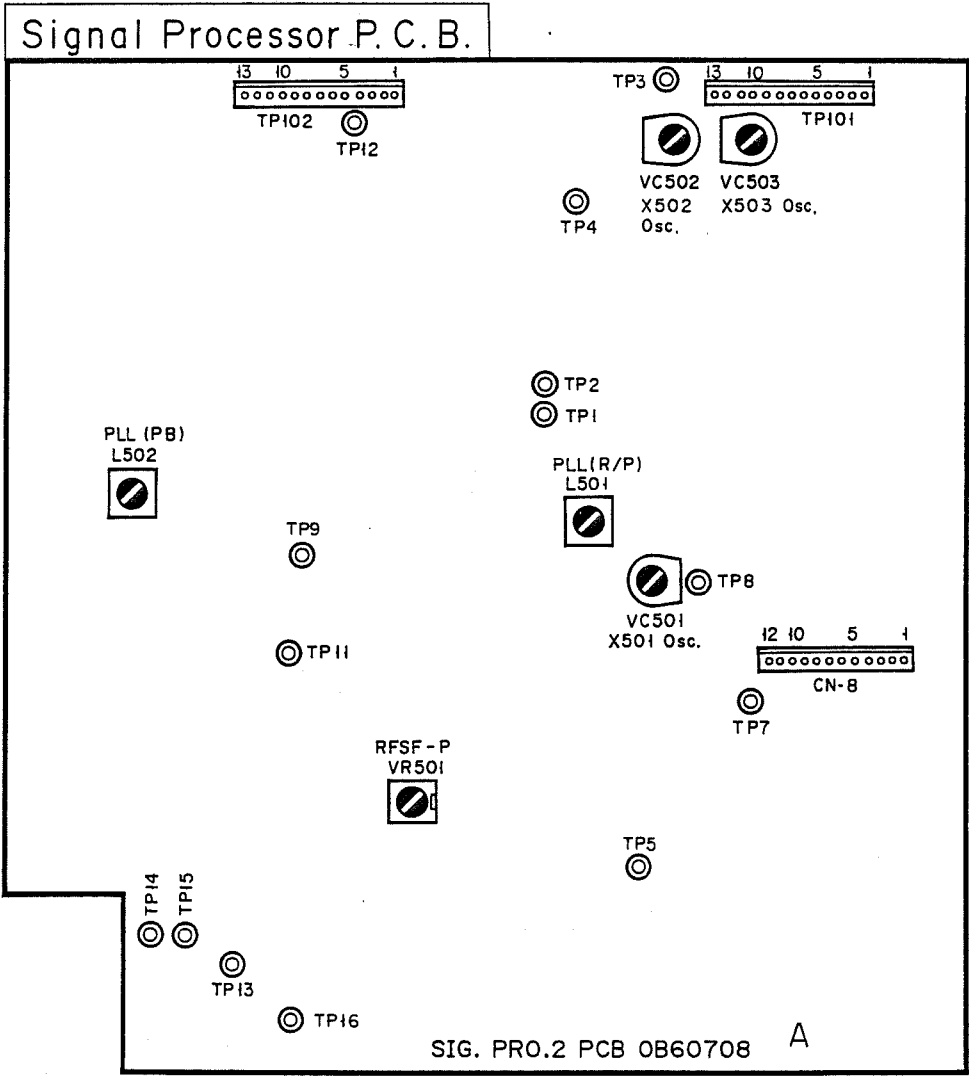 Signal Processor P. C. B.
13 10 5 1
TP102
TP12
TP3
13 10 5 1
TP101
VC502
X502
Osc.
VC503
X503 Osc.
TP4
TP2
TP1
PLL (PB)
L502
PLL(R/P)
L501
TP9
TP8
VC501
X501 Osc.
TP11
12 10 5 1
CN-8
TP7
RFSF-P
VR501
TP5
TP14
TP15
TP13
TP16
SIG. PRO.2 PCB 0B60708 A